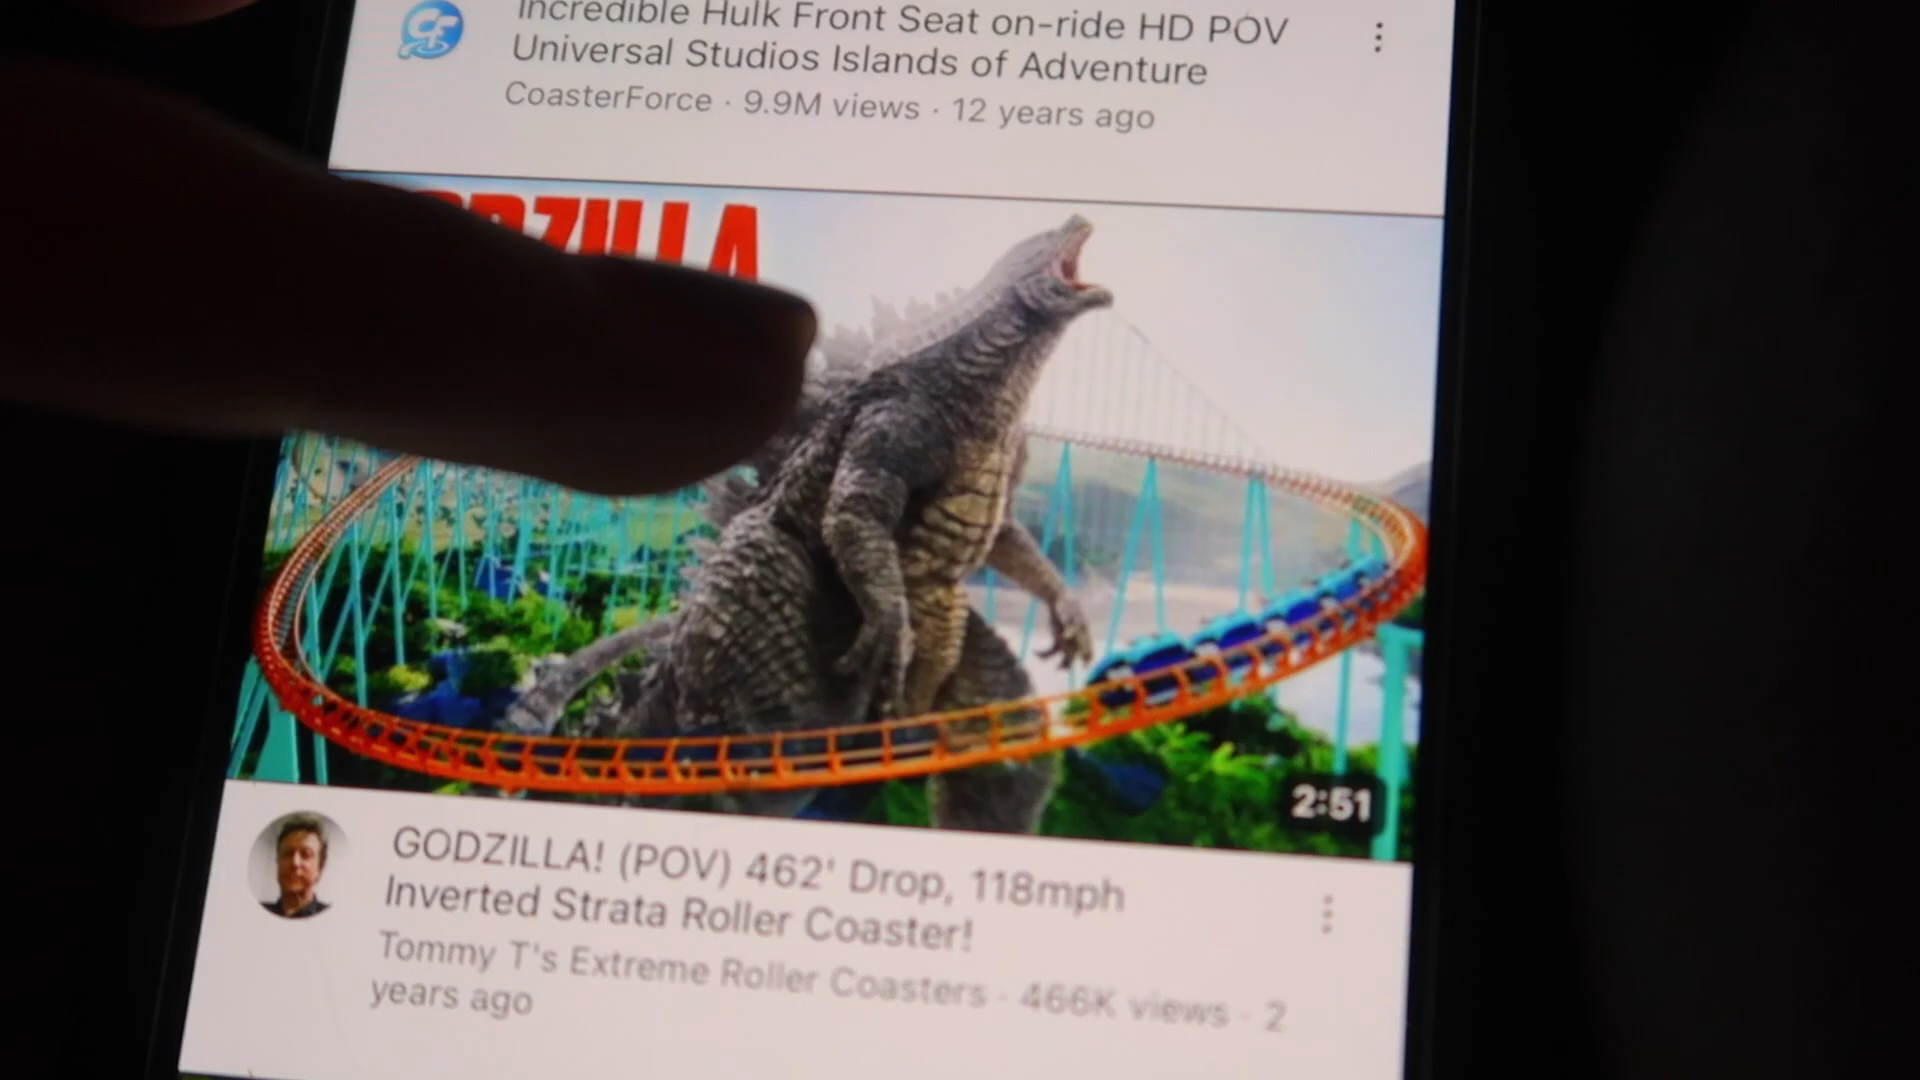 Incredible Hulk Front Seat on-ride HD POV
Universal Studios Islands of Adventure
CoasterForce · 9.9M views · 12 years ago
CF
ODZILLA
2:51
GODZILLA! (POV) 462' Drop, 118mph
Inverted Strata Roller Coaster!
Tommy T's Extreme Roller Coasters · 466K views · 2
years ago